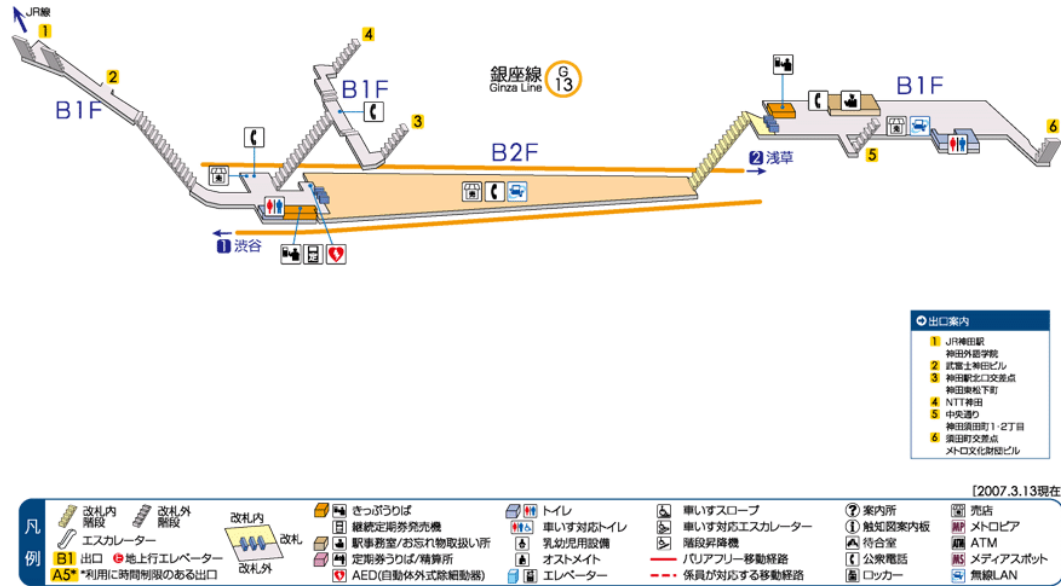 JR線
1
2
B1F
4
B1F
3
銀座線
Ginza Line
G
13
B2F
B1F
2 浅草
5
6
1 渋谷
出口案内
1 JR神田駅
神田外語学院
2 武富士神田ビル
3 神田駅北口交差点
神田東松下町
4 NTT神田
5 中央通り
神田須田町1・2丁目
6 須田町交差点
メトロ文化財団ビル
[2007.3.13現在
凡例
改札内階段
改札外階段
エスカレーター
B1 出口
地上行エレベーター
A5* *利用に時間制限のある出口
改札内
改札
改札外
きっぷうりば
継続定期券発売機
駅事務室/お忘れ物取扱い所
定期券うりば/精算所
AED(自動体外式除細動器)
トイレ
車いす対応トイレ
乳幼児用設備
オストメイト
エレベーター
車いすスロープ
車いす対応エスカレーター
階段昇降機
バリアフリー移動経路
係員が対応する移動経路
? 案内所
i 触知図案内板
待合室
公衆電話
ロッカー
売店
MP メトロピア
ATM ATM
MS メディアスポット
無線LAN